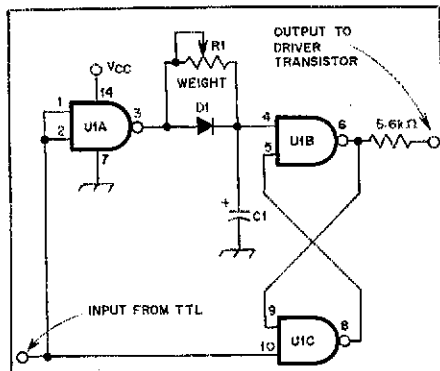 OUTPUT TO
DRIVER
TRANSISTOR
VCC
R1
WEIGHT
14
D1
1
2
U1A
3
7
4
5
U1B
6
5.6kΩ
+
C1
INPUT FROM TTL
9
10
U1C
8